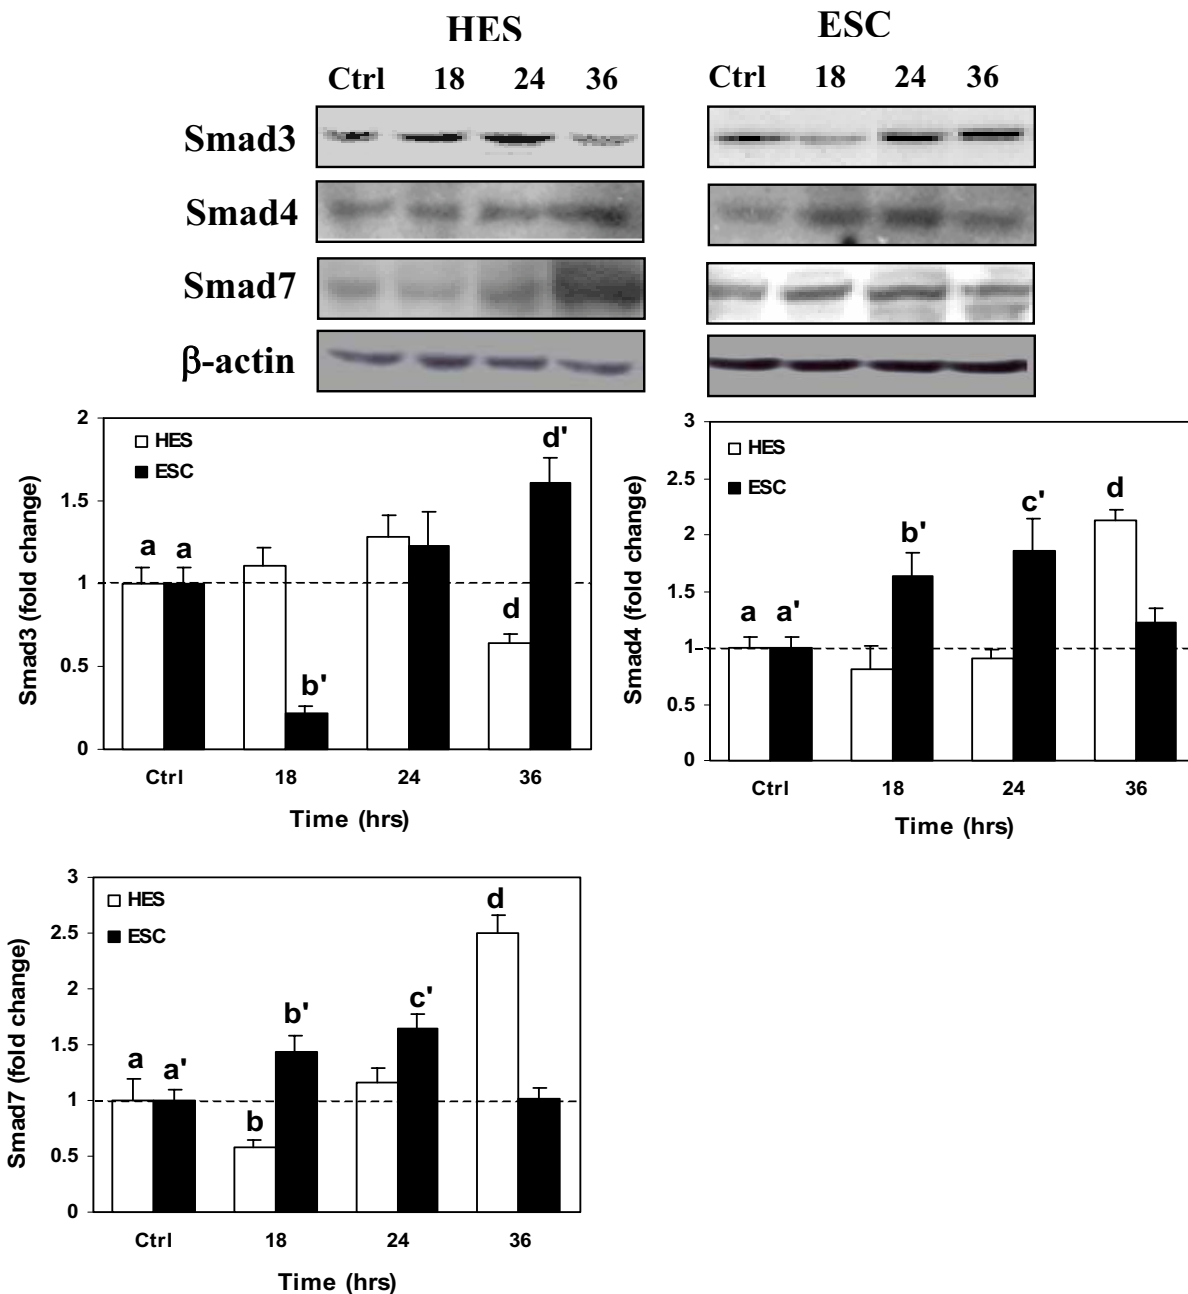 HES ESC
Ctrl 18 24 36 Ctrl 18 24 36
Smad3
Smad4
Smad7
β-actin
2
1.5
1
0.5
0
Smad3 (fold change)
HES
ESC
a a b' d d'
Ctrl 18 24 36
Time (hrs)
3
2.5
2
1.5
1
0.5
0
Smad4 (fold change)
HES
ESC
a a' b' c' d
Ctrl 18 24 36
Time (hrs)
3
2.5
2
1.5
1
0.5
0
Smad7 (fold change)
HES
ESC
a a' b b' c' d
Ctrl 18 24 36
Time (hrs)